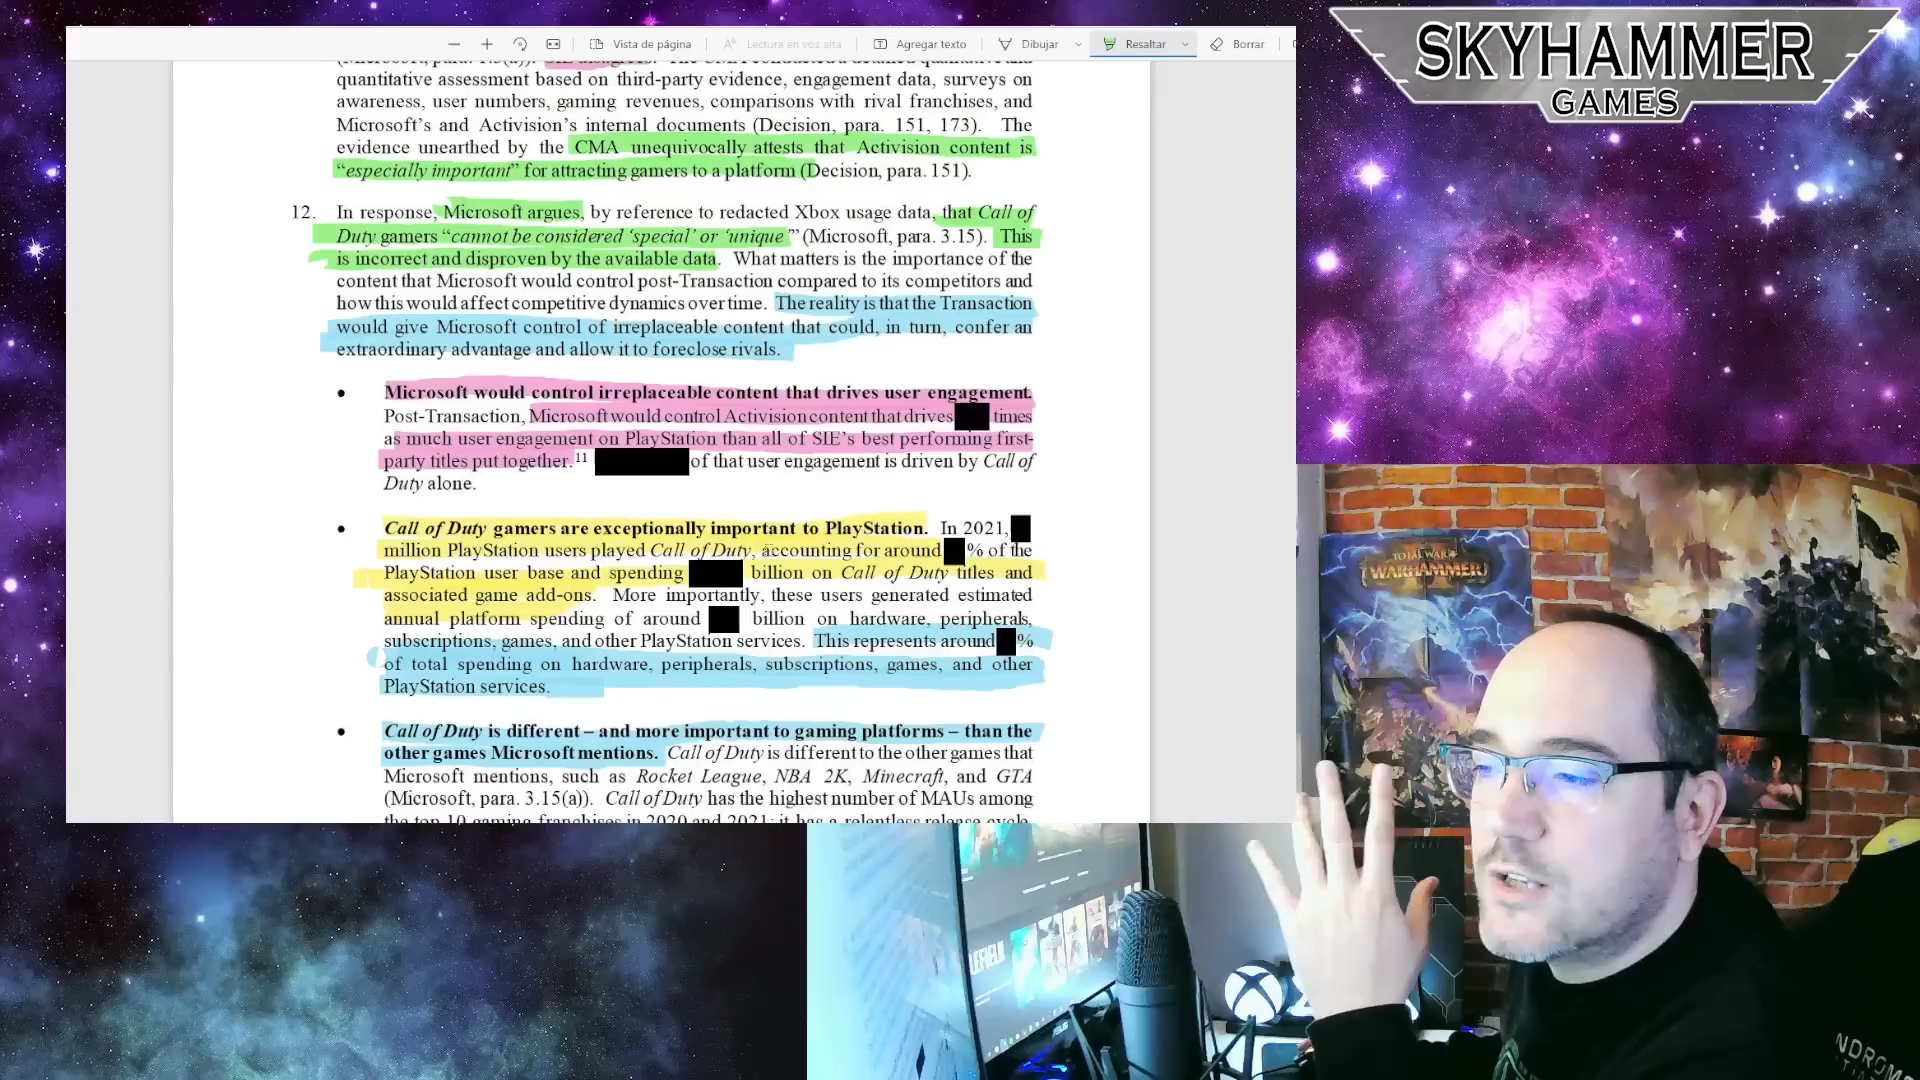 SKYHAMMER
GAMES
Vista de página
Lectura en voz alta
Agregar texto
Dibujar
Resaltar
Borrar
quantitative assessment based on third-party evidence, engagement data, surveys on
awareness, user numbers, gaming revenues, comparisons with rival franchises, and
Microsoft's and Activision's internal documents (Decision, para. 151, 173). The
evidence unearthed by the CMA unequivocally attests that Activision content is
“especially important” for attracting gamers to a platform (Decision, para. 151).
12. In response, Microsoft argues, by reference to redacted Xbox usage data, that Call of
Duty gamers “cannot be considered ‘special’ or ‘unique’” (Microsoft, para. 3.15). This
is incorrect and disproven by the available data. What matters is the importance of the
content that Microsoft would control post-Transaction compared to its competitors and
how this would affect competitive dynamics over time. The reality is that the Transaction
would give Microsoft control of irreplaceable content that could, in turn, confer an
extraordinary advantage and allow it to foreclose rivals.
• Microsoft would control irreplaceable content that drives user engagement.
Post-Transaction, Microsoft would control Activision content that drives times
as much user engagement on PlayStation than all of SIE's best performing first-
party titles put together.11 of that user engagement is driven by Call of
Duty alone.
• Call of Duty gamers are exceptionally important to PlayStation. In 2021,
million PlayStation users played Call of Duty, accounting for around % of the
PlayStation user base and spending billion on Call of Duty titles and
associated game add-ons. More importantly, these users generated estimated
annual platform spending of around billion on hardware, peripherals,
subscriptions, games, and other PlayStation services. This represents around %
of total spending on hardware, peripherals, subscriptions, games, and other
PlayStation services.
• Call of Duty is different – and more important to gaming platforms – than the
other games Microsoft mentions. Call of Duty is different to the other games that
Microsoft mentions, such as Rocket League, NBA 2K, Minecraft, and GTA
(Microsoft, para. 3.15(a)). Call of Duty has the highest number of MAUs among
the top 10 gaming franchises in 2020 and 2021; it has a relentless release cycle,
TOTAL WAR
WARHAMMER